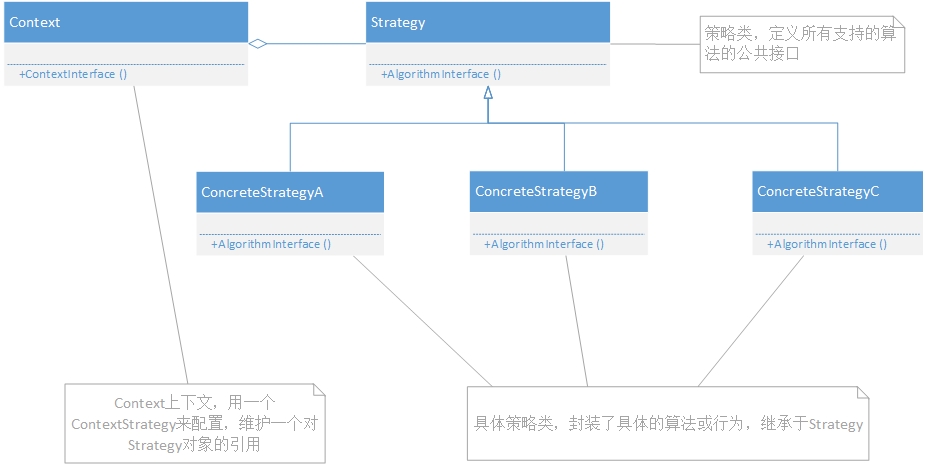 Context
Strategy
策略类，定义所有支持的算
法的公共接口
+ContextInterface ()
+AlgorithmInterface ()
ConcreteStrategyA
ConcreteStrategyB
ConcreteStrategyC
+AlgorithmInterface ()
+AlgorithmInterface ()
+AlgorithmInterface ()
Context上下文，用一个
ContextStrategy来配置，维护一个对
Strategy对象的引用
具体策略类，封装了具体的算法或行为，继承于Strategy